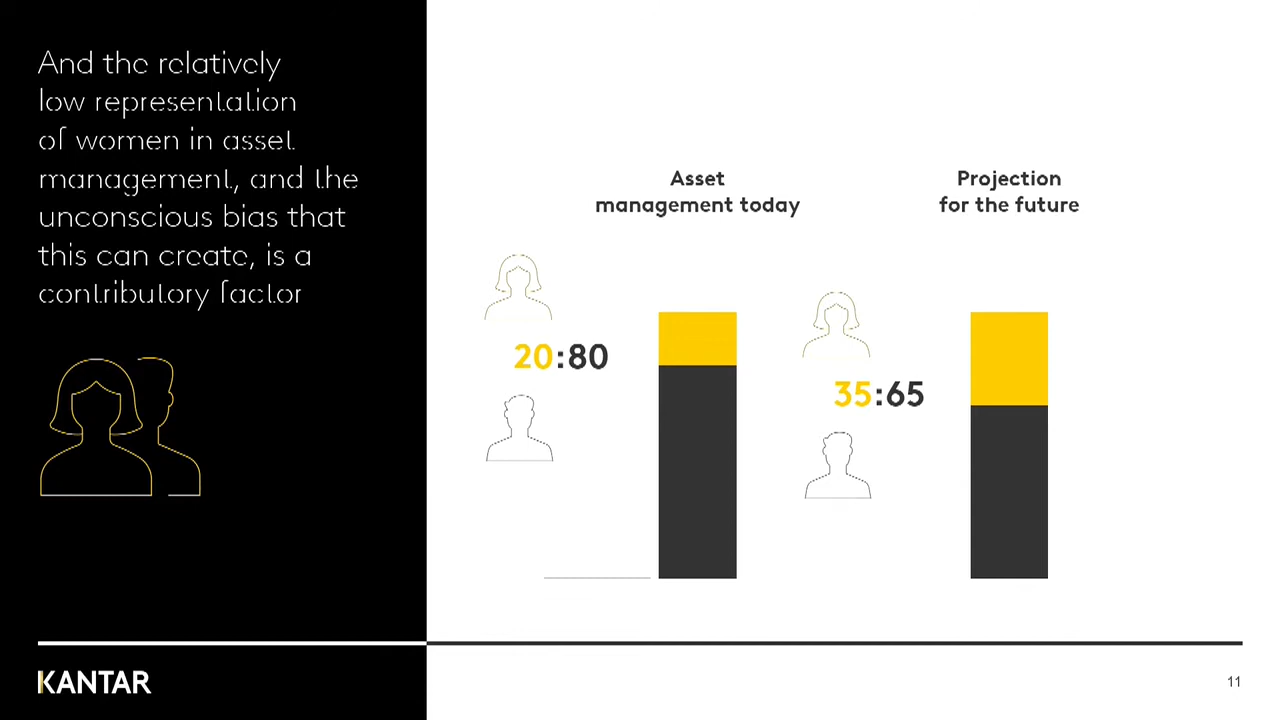 And the relatively
low representation
of women in asset
management, and the
unconscious bias that
this can create, is a
contributory factor
Asset
management today
Projection
for the future
20:80
35:65
KANTAR
11